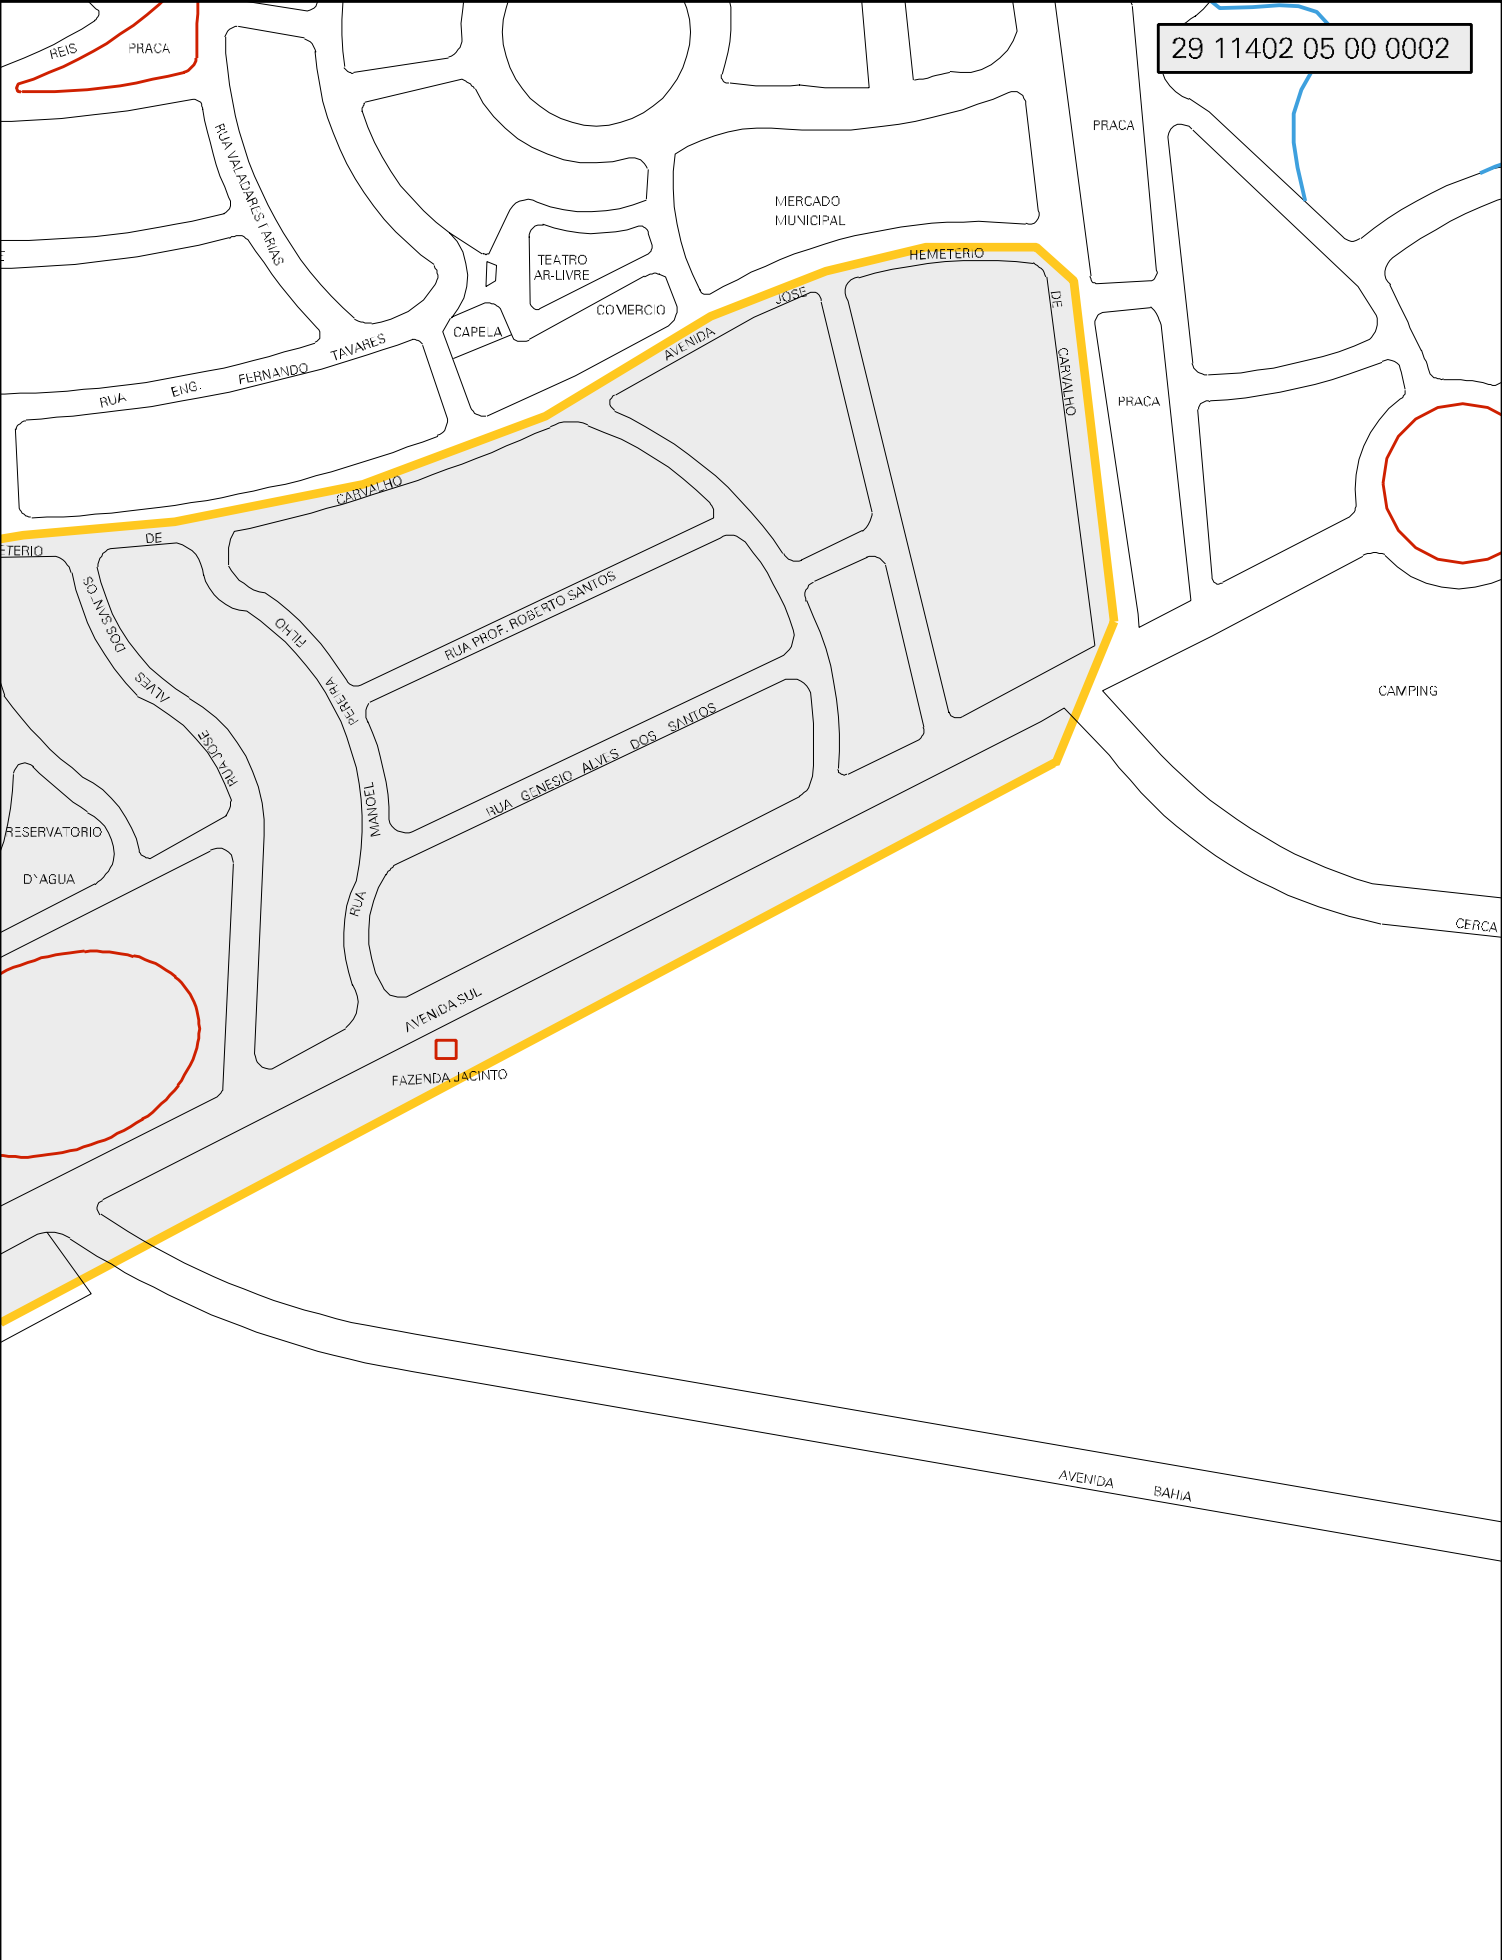 29 11402 05 00 0002
REIS
PRACA
PRACA
RUA VALADARES FARIAS
MERCADO
MUNICIPAL
TEATRO
AR-LIVRE
HEMETERIO
COMERCIO
JOSE
DE
CAPELA
AVENIDA
TAVARES
FERNANDO
ENG.
RUA
CARVALHO
PRACA
CARVALHO
DE
ETERIO
DOS SANTOS
RUA PROF. ROBERTO SANTOS
FILHO
ALVES
PEREIRA
CAMPING
RUA GENESIO ALVES DOS SANTOS
RUA JOSE
MANOEL
RESERVATORIO
D`AGUA
RUA
CERCA
AVENIDA SUL
FAZENDA JACINTO
AVENIDA BAHIA